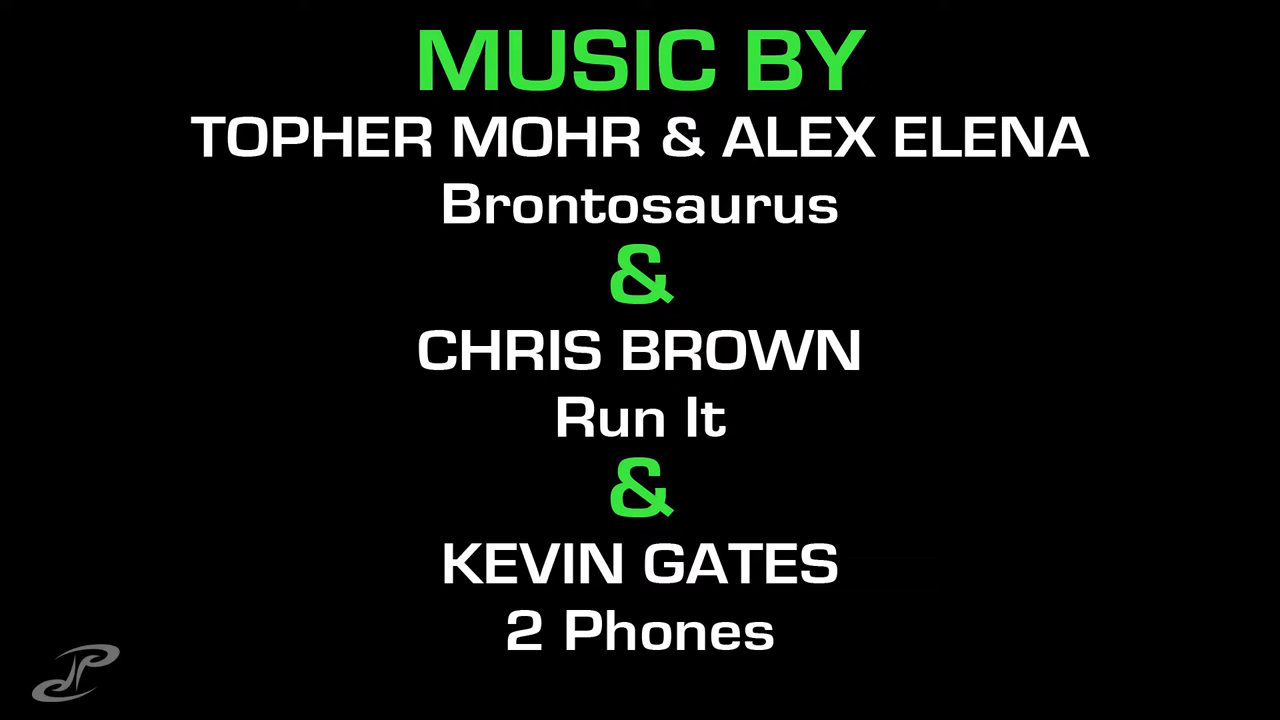 MUSIC BY
TOPHER MOHR & ALEX ELENA
Brontosaurus
&
CHRIS BROWN
Run It
&
KEVIN GATES
2 Phones